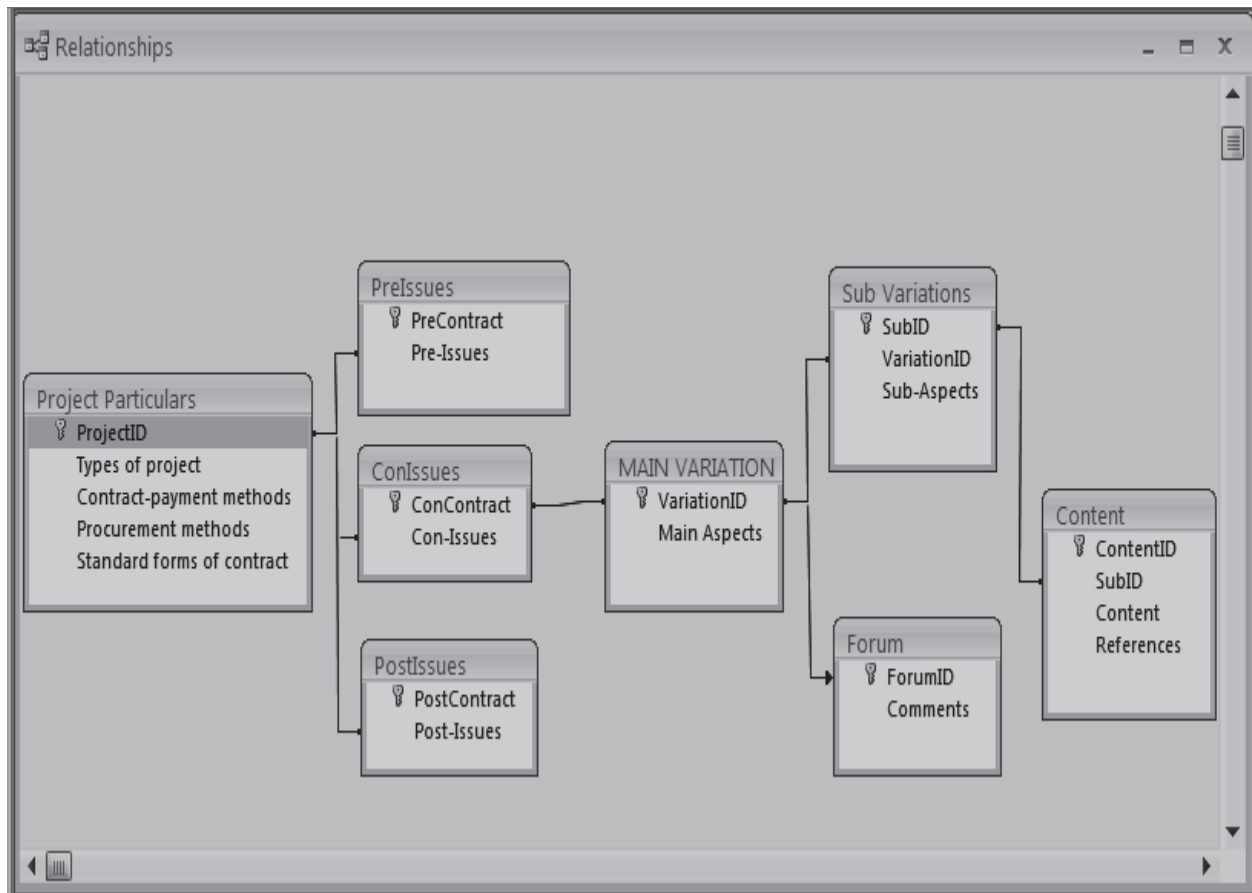 Relationships
Project Particulars
ProjectID
Types of project
Contract-payment methods
Procurement methods
Standard forms of contract
PreIssues
PreContract
Pre-Issues
ConIssues
ConContract
Con-Issues
PostIssues
PostContract
Post-Issues
MAIN VARIATION
VariationID
Main Aspects
Sub Variations
SubID
VariationID
Sub-Aspects
Forum
ForumID
Comments
Content
ContentID
SubID
Content
References